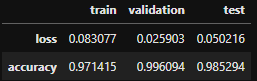 train validation test
loss 0.083077 0.025903 0.050216
accuracy 0.971415 0.996094 0.985294